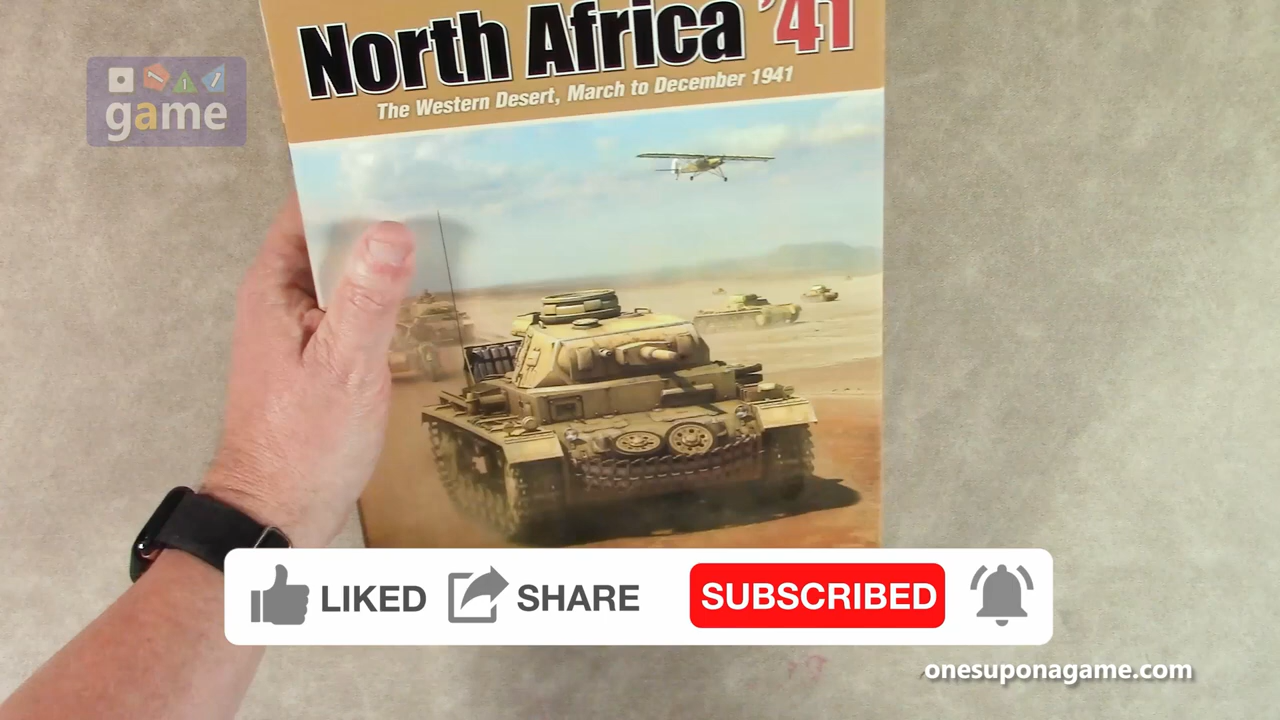 North Africa '41
The Western Desert, March to December 1941
game
LIKED
SHARE
SUBSCRIBED
onesuponagame.com